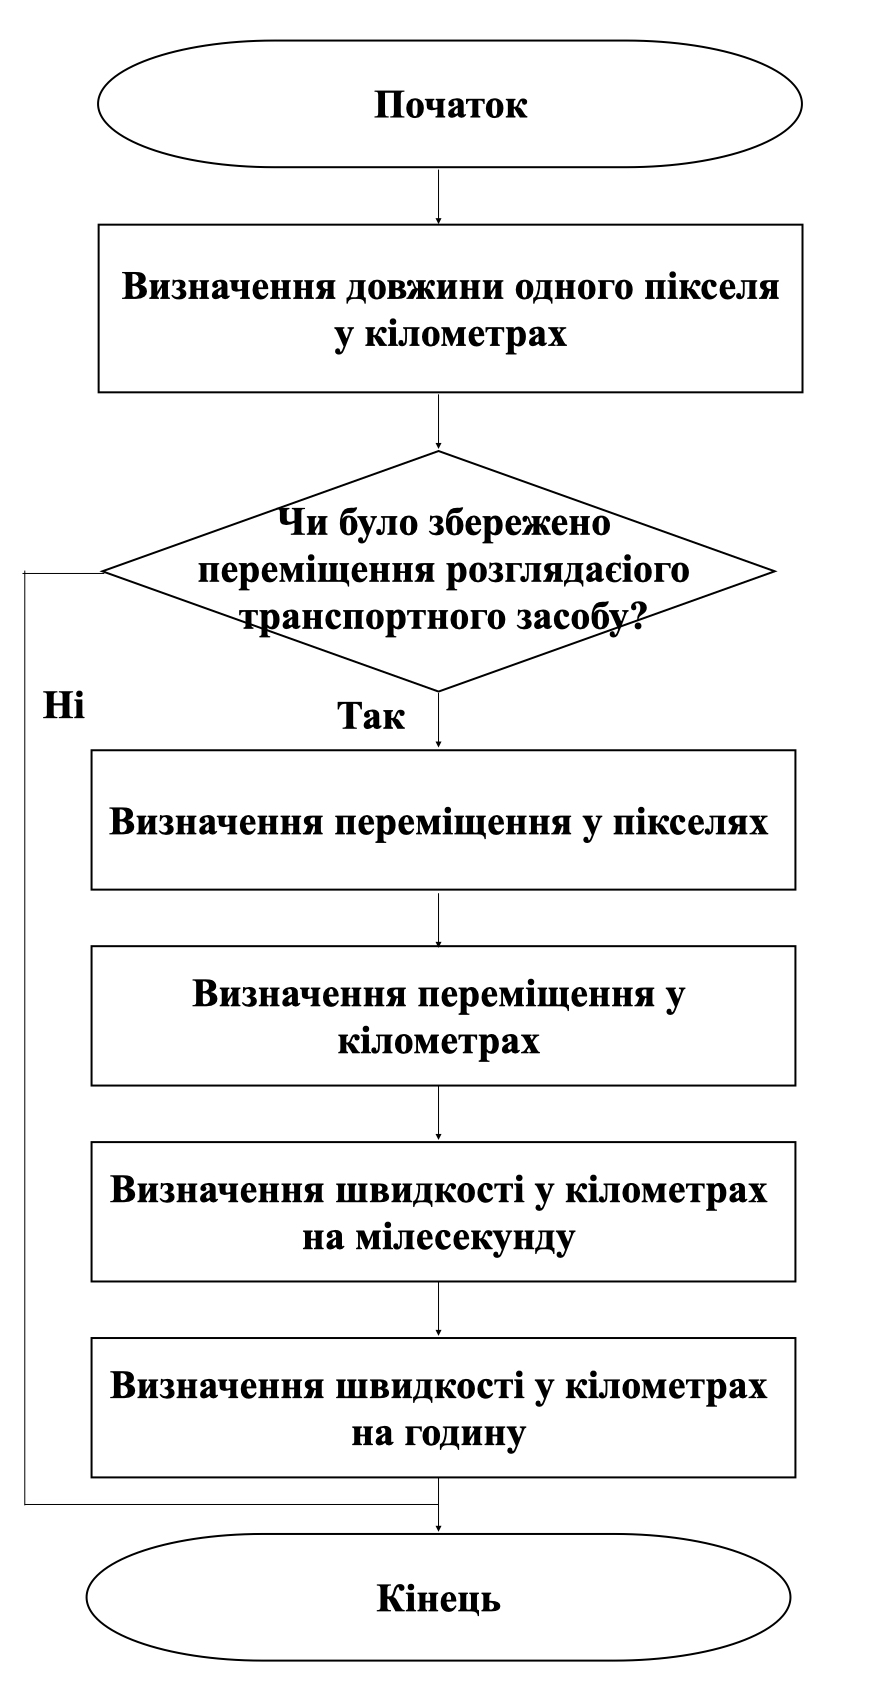 Початок
Визначення довжини одного пікселя
у кілометрах
Чи було збережено
переміщення розглядаєіого
транспортного засобу?
Ні
Так
Визначення переміщення у пікселях
Визначення переміщення у
кілометрах
Визначення швидкості у кілометрах
на мілесекунду
Визначення швидкості у кілометрах
на годину
Кінець